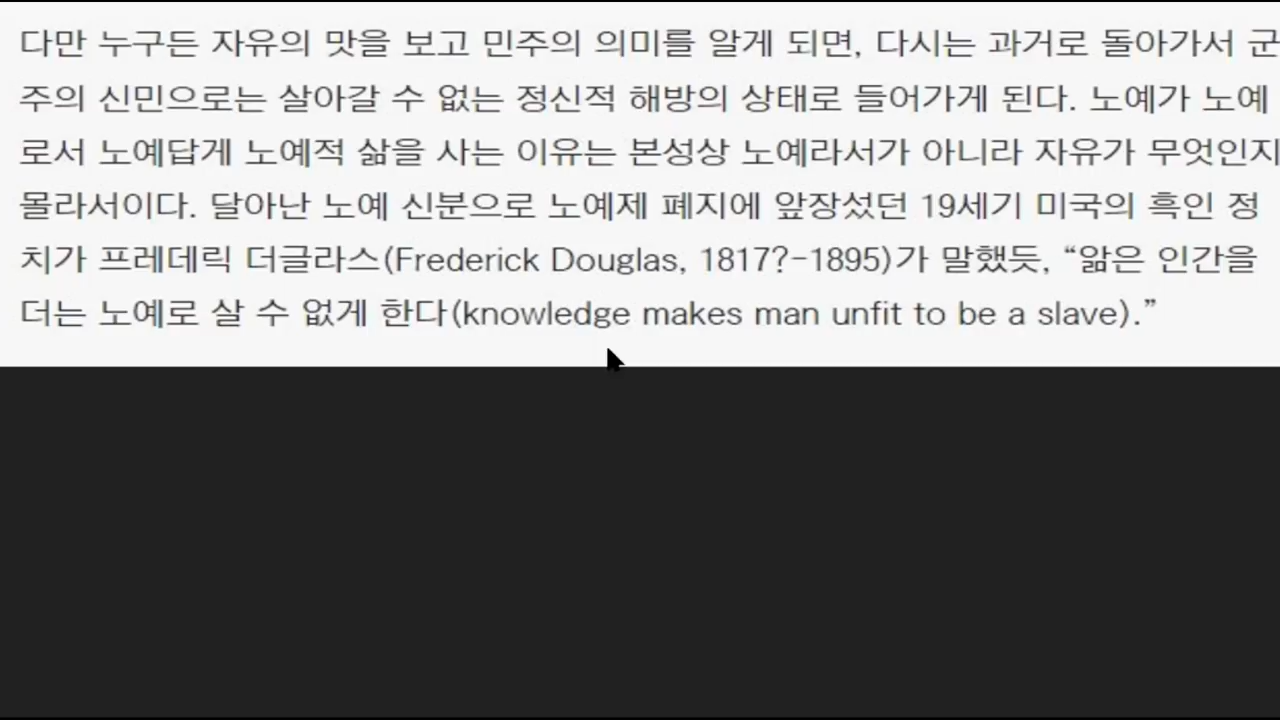 다만 누구든 자유의 맛을 보고 민주의 의미를 알게 되면, 다시는 과거로 돌아가서 군
주의 신민으로는 살아갈 수 없는 정신적 해방의 상태로 들어가게 된다. 노예가 노예
로서 노예답게 노예적 삶을 사는 이유는 본성상 노예라서가 아니라 자유가 무엇인지
몰라서이다. 달아난 노예 신분으로 노예제 폐지에 앞장섰던 19세기 미국의 흑인 정
치가 프레데릭 더글라스(Frederick Douglas, 1817?-1895)가 말했듯, “앎은 인간을
더는 노예로 살 수 없게 한다(knowledge makes man unfit to be a slave).”